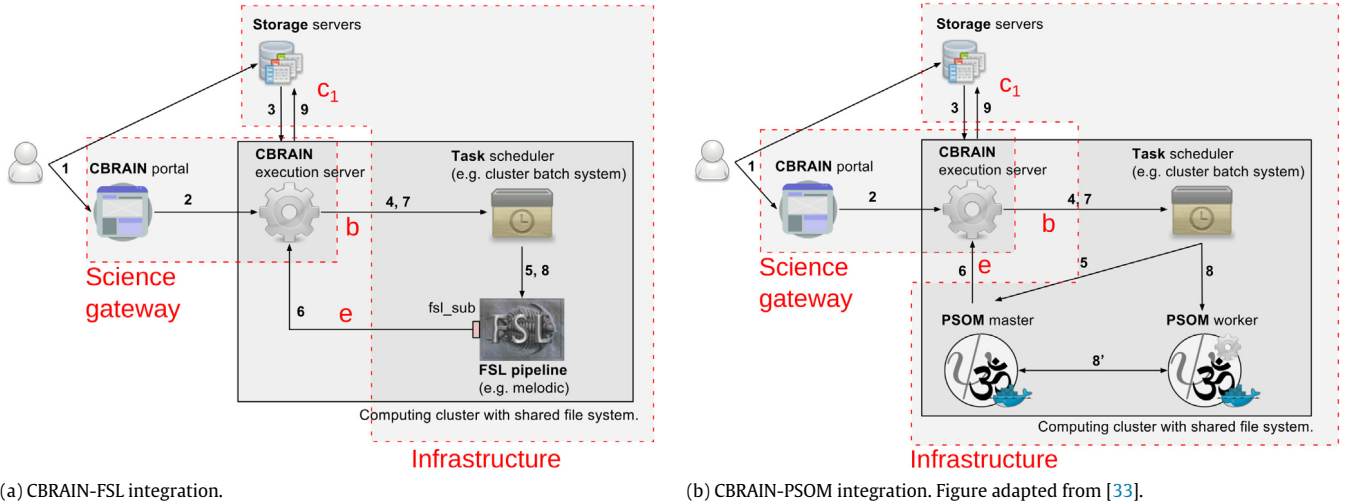 Storage servers
3
9
c1
1
CBRAIN portal
2
CBRAIN
execution server
b
4, 7
Task scheduler
(e.g. cluster batch system)
Science
gateway
5, 8
6
e
fsl_sub
FSL
FSL pipeline
(e.g. melodic)
Computing cluster with shared file system.
Infrastructure
(a) CBRAIN-FSL integration.
Storage servers
3
9
c1
1
CBRAIN portal
2
CBRAIN
execution server
b
4, 7
Task scheduler
(e.g. cluster batch system)
Science
gateway
6
e
5
8
PSOM master
PSOM worker
ψ ॐ
8'
ψ ॐ
Computing cluster with shared file system.
Infrastructure
(b) CBRAIN-PSOM integration. Figure adapted from [33].